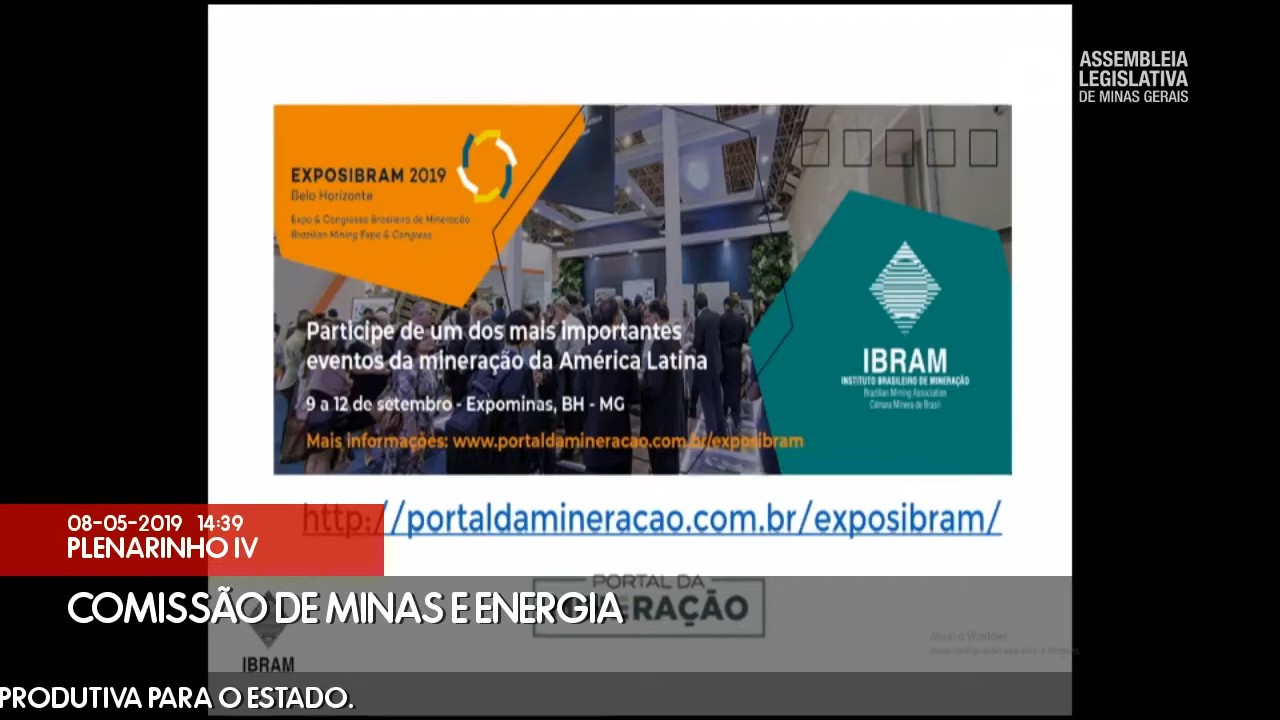 ASSEMBLEIA
LEGISLATIVA
DE MINAS GERAIS
EXPOSIBRAM 2019
Belo Horizonte
Expo & Congresso Brasileiro de Mineração
Brazilian Mining Expo & Congress
Participe de um dos mais importantes
eventos da mineração da América Latina
9 a 12 de setembro - Expominas, BH - MG
Mais informações: www.portaldamineracao.com.br/exposibram
IBRAM
INSTITUTO BRASILEIRO DE MINERAÇÃO
Brazilian Mining Association
Cámara Minera de Brasil
http://portaldamineracao.com.br/exposibram/
08-05-2019 14:39
PLENARINHO IV
PORTAL DA
ERAÇÃO
COMISSÃO DE MINAS E ENERGIA
IBRAM
PRODUTIVA PARA O ESTADO.